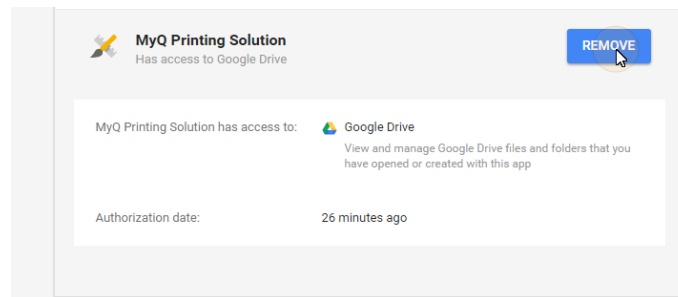 MyQ Printing Solution
Has access to Google Drive
REMOVE
MyQ Printing Solution has access to:
Google Drive
View and manage Google Drive files and folders that you
have opened or created with this app
Authorization date:
26 minutes ago